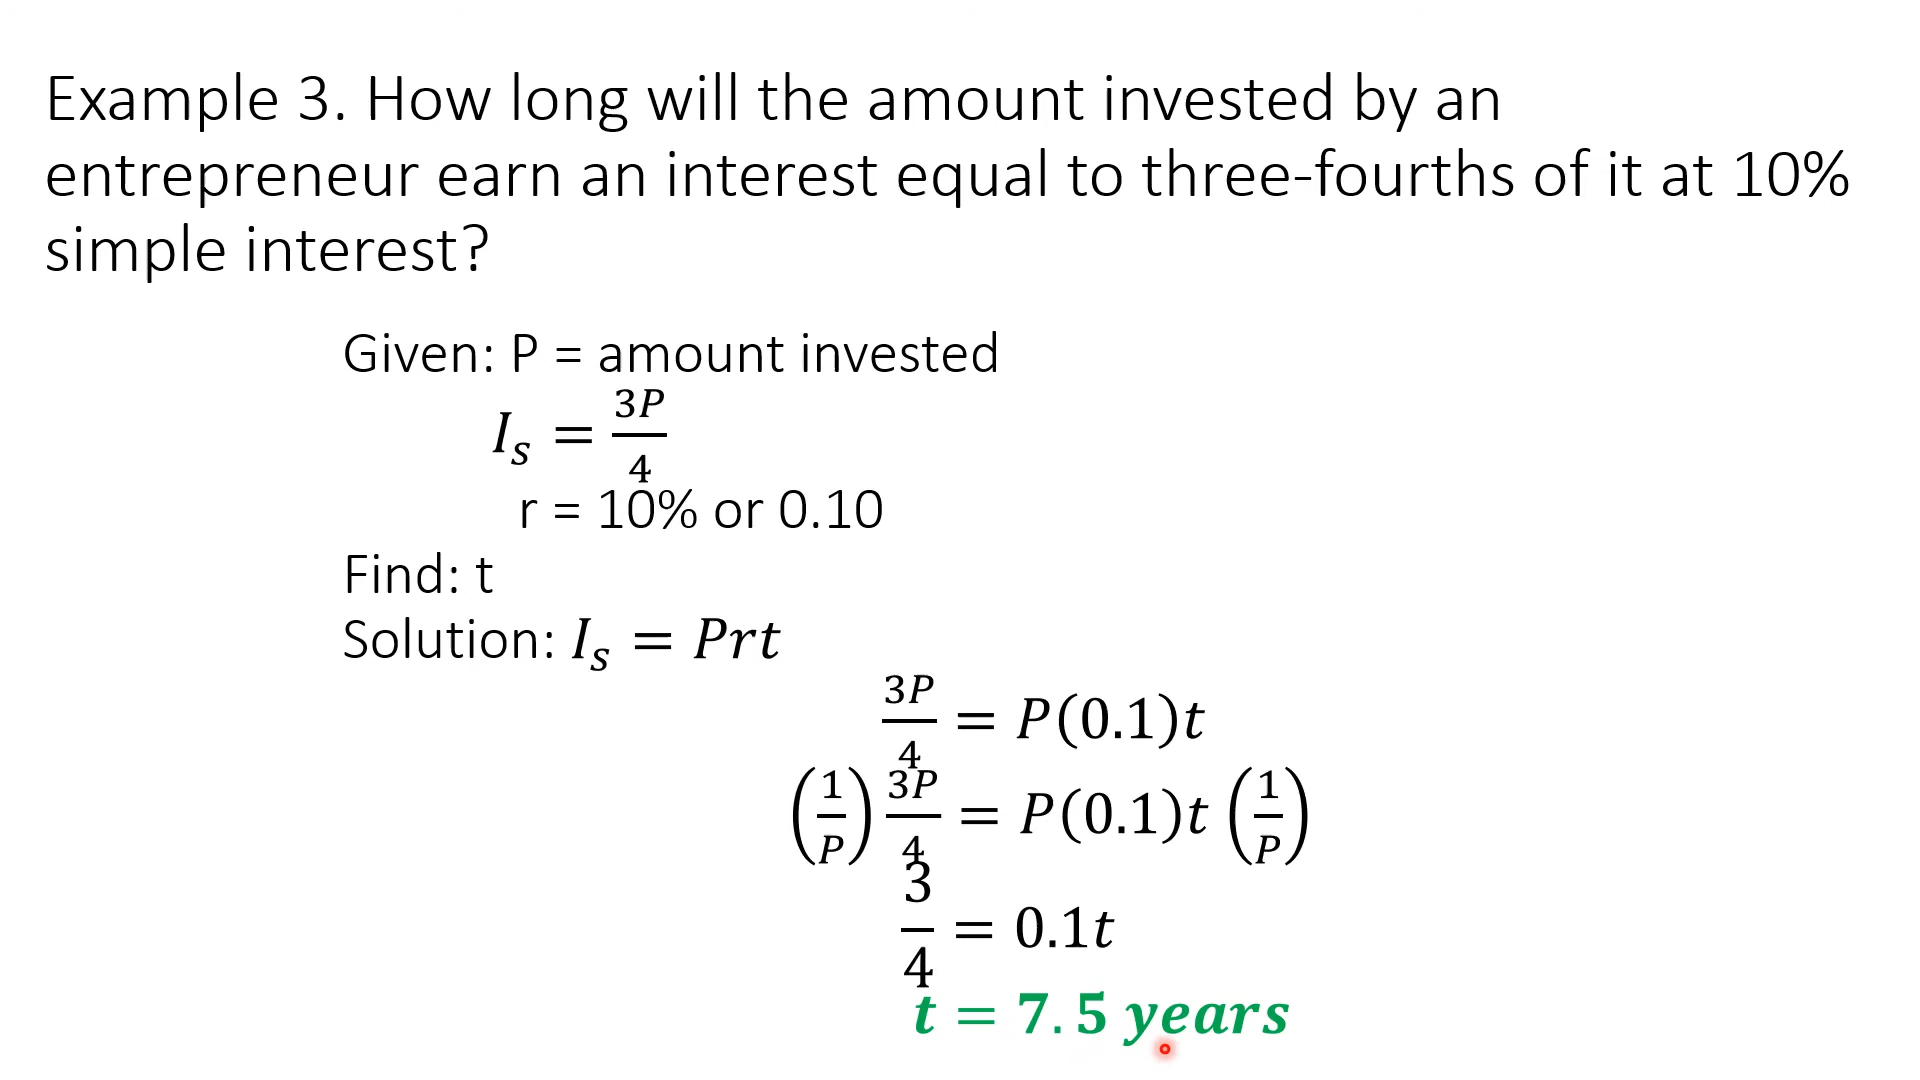 Example 3. How long will the amount invested by an
entrepreneur earn an interest equal to three-fourths of it at 10%
simple interest?
Given: P = amount invested
I_s = 3P/4
r = 10% or 0.10
Find: t
Solution: I_s = Prt
3P/4 = P(0.1)t
(1/P) 3P/4 = P(0.1)t (1/P)
3/4 = 0.1t
t = 7.5 years